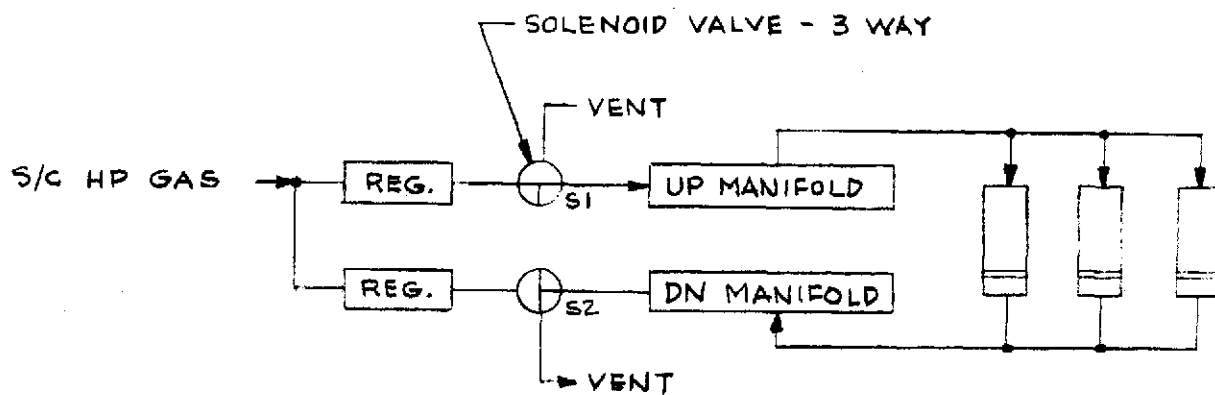 SOLENOID VALVE - 3 WAY
VENT
S/C HP GAS
REG.
S1
UP MANIFOLD
REG.
S2
DN MANIFOLD
VENT